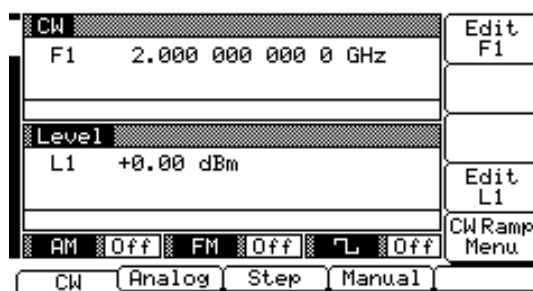 CW
F1 2.000 000 000 0 GHz
Level
L1 +0.00 dBm
AM Off FM Off Off
CW Analog Step Manual
Edit
F1
Edit
L1
CW Ramp
Menu